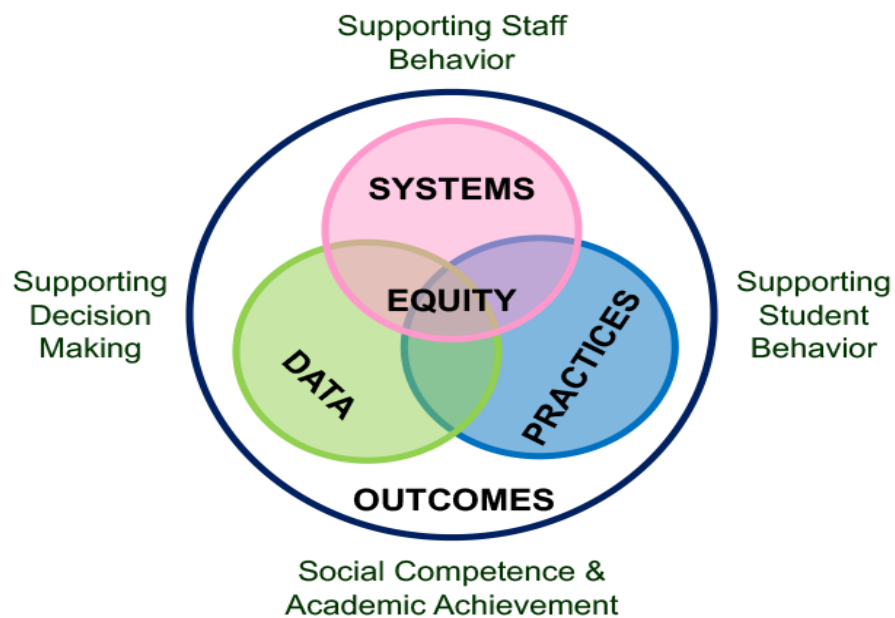 Supporting Staff
Behavior
SYSTEMS
Supporting
Decision
Making
EQUITY
DATA
PRACTICES
Supporting
Student
Behavior
OUTCOMES
Social Competence &
Academic Achievement